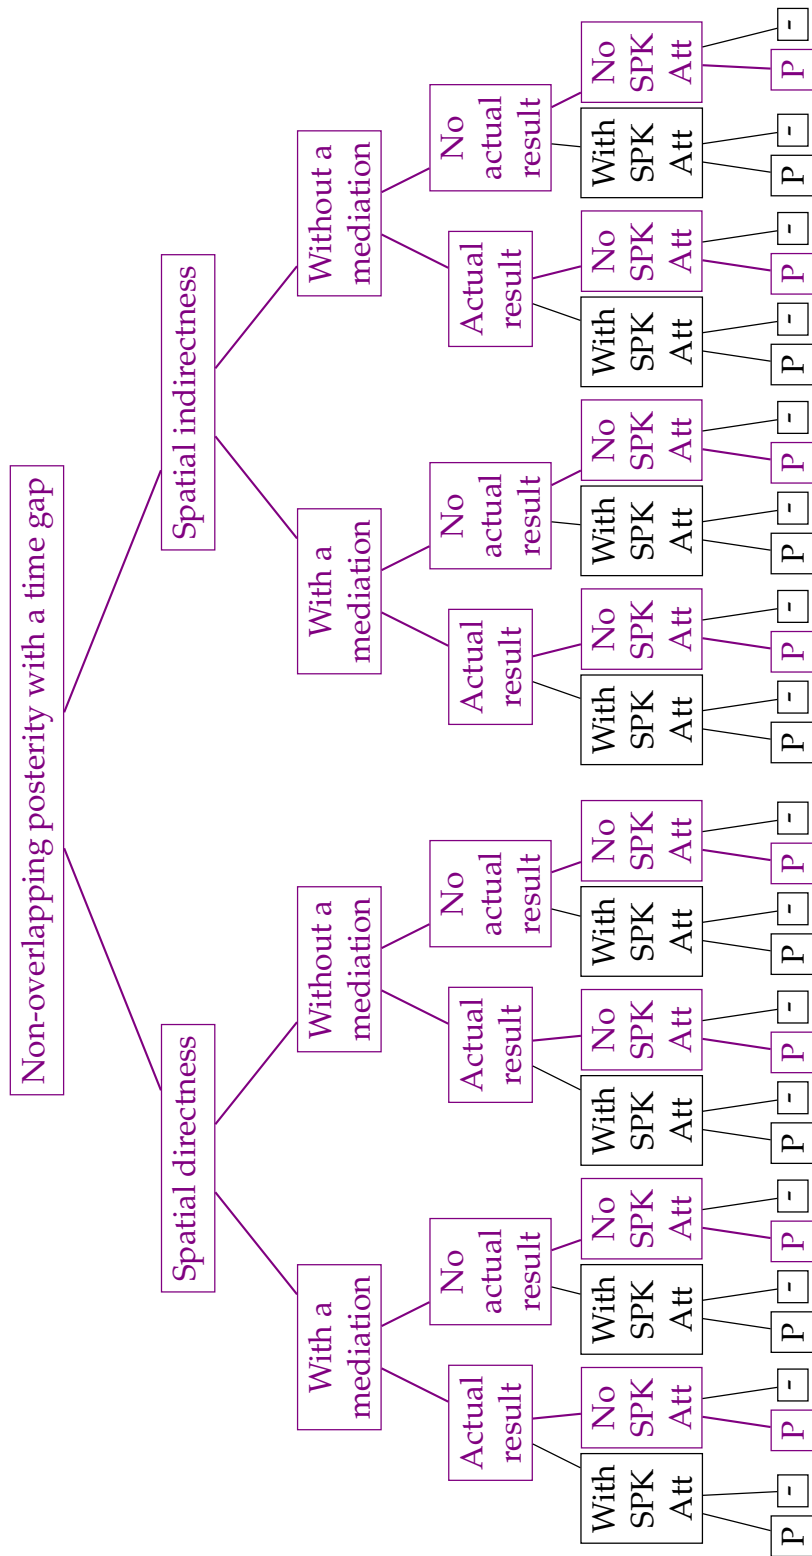 Non-overlapping posterity with a time gap
Spatial directness
Spatial indirectness
With a
mediation
Without a
mediation
With a
mediation
Without a
mediation
Actual
result
No
actual
result
Actual
result
No
actual
result
Actual
result
No
actual
result
Actual
result
No
actual
result
With
SPK
Att
No
SPK
Att
With
SPK
Att
No
SPK
Att
With
SPK
Att
No
SPK
Att
With
SPK
Att
No
SPK
Att
With
SPK
Att
No
SPK
Att
With
SPK
Att
No
SPK
Att
With
SPK
Att
No
SPK
Att
With
SPK
Att
No
SPK
Att
P
-
P
-
P
-
P
-
P
-
P
-
P
-
P
-
P
-
P
-
P
-
P
-
P
-
P
-
P
-
P
-